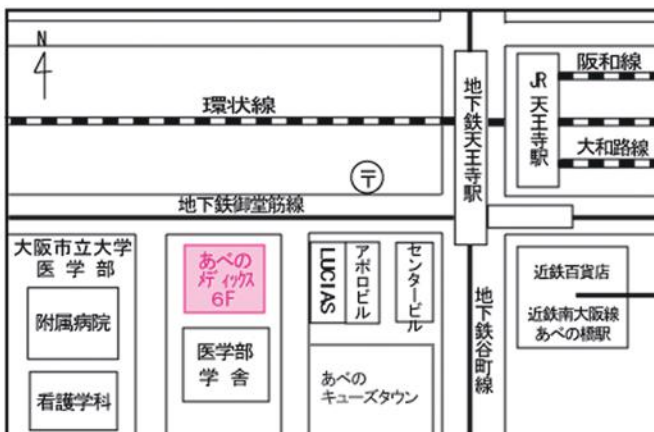 N
環状線
地下鉄天王寺駅
JR天王寺駅
阪和線
大和路線
〒
地下鉄御堂筋線
大阪市立大学
医学部
附属病院
看護学科
あべの
メディックス
6F
医学部
学舎
LUCIAS
アポロビル
センタービル
あべの
キューズタウン
地下鉄谷町線
近鉄百貨店
近鉄南大阪線
あべの橋駅